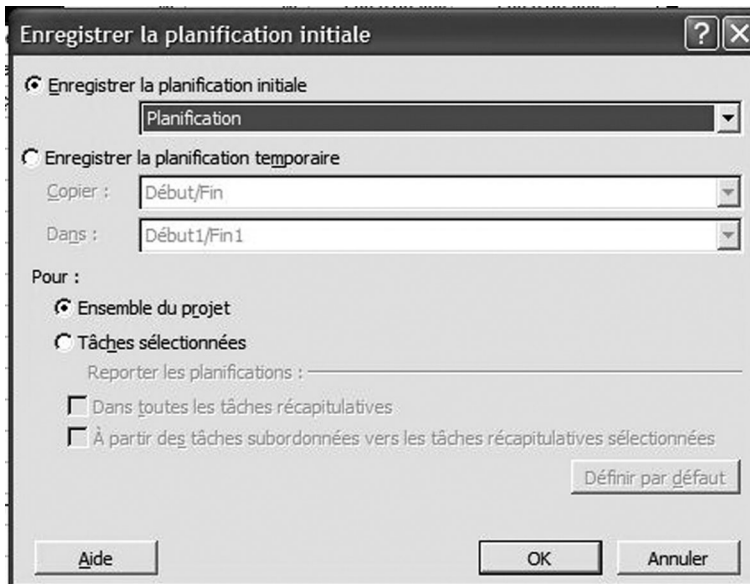 Enregistrer la planification initiale
Enregistrer la planification initiale
Planification
Enregistrer la planification temporaire
Copier : Début/Fin
Dans : Début1/Fin1
Pour :
Ensemble du projet
Tâches sélectionnées
Reporter les planifications :
Dans toutes les tâches récapitulatives
À partir des tâches subordonnées vers les tâches récapitulatives sélectionnées
Définir par défaut
Aide OK Annuler